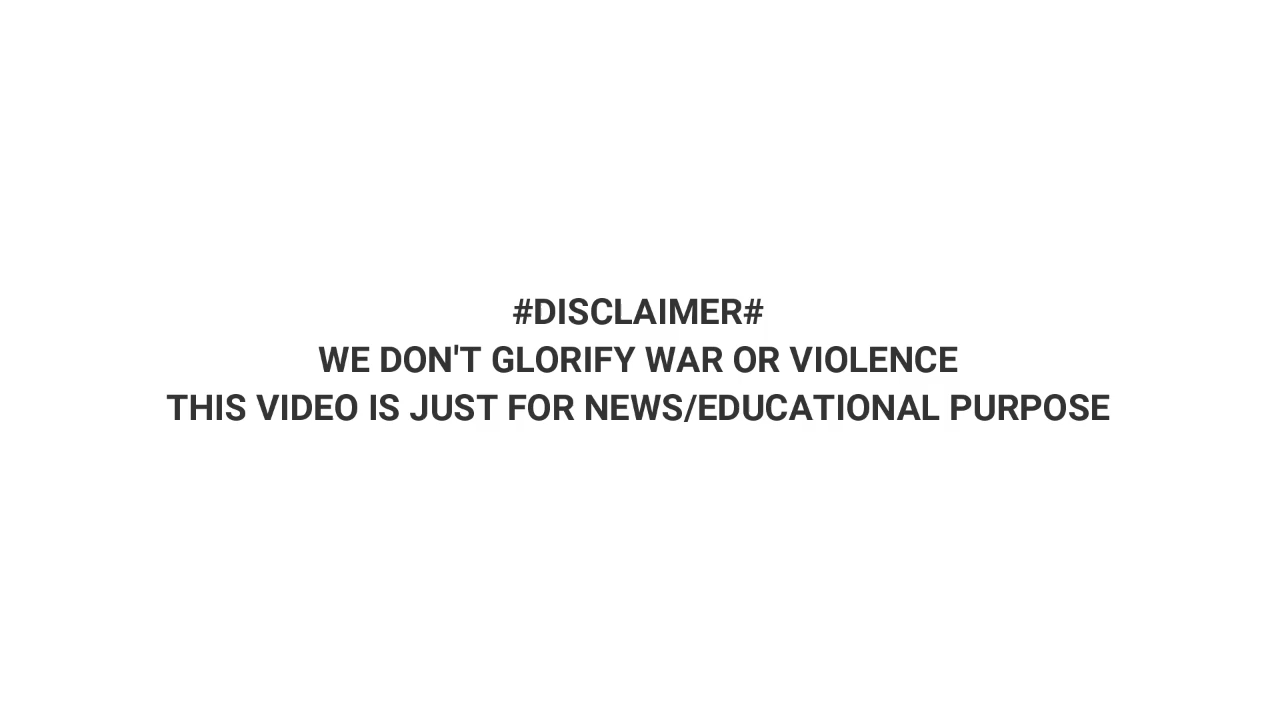 #DISCLAIMER#
WE DON'T GLORIFY WAR OR VIOLENCE
THIS VIDEO IS JUST FOR NEWS/EDUCATIONAL PURPOSE